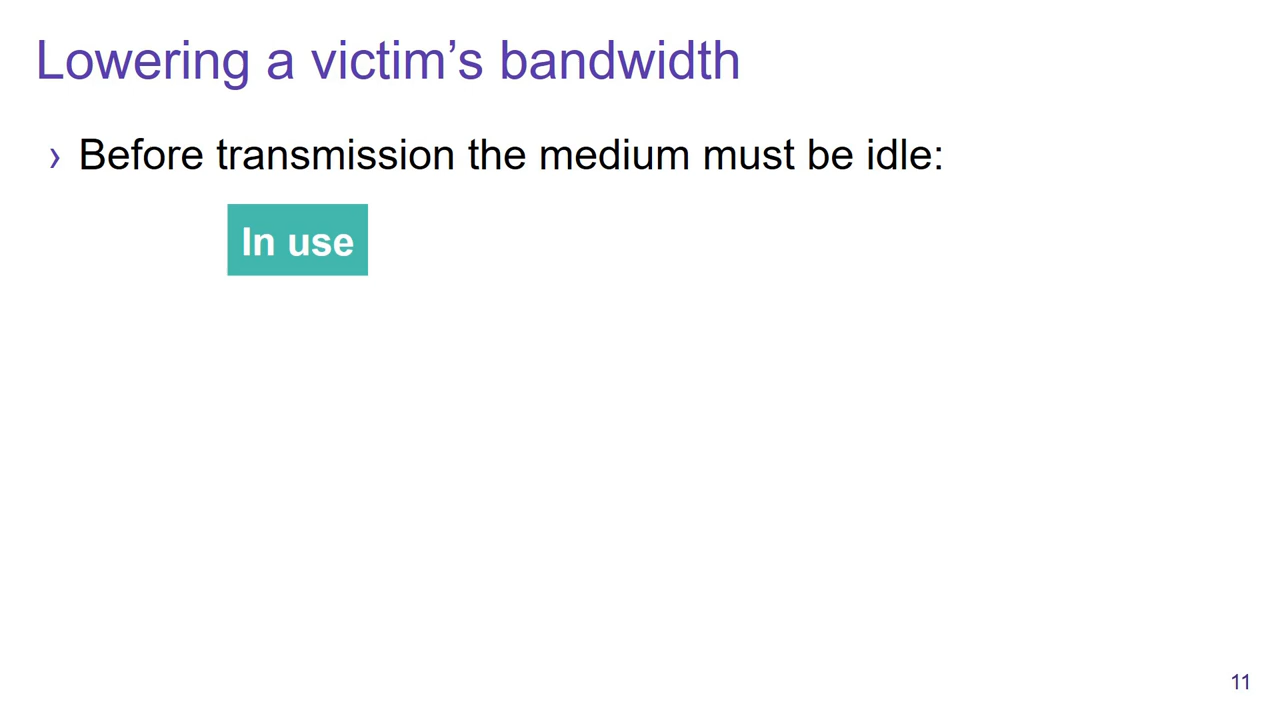 Lowering a victim’s bandwidth
› Before transmission the medium must be idle:
In use
11